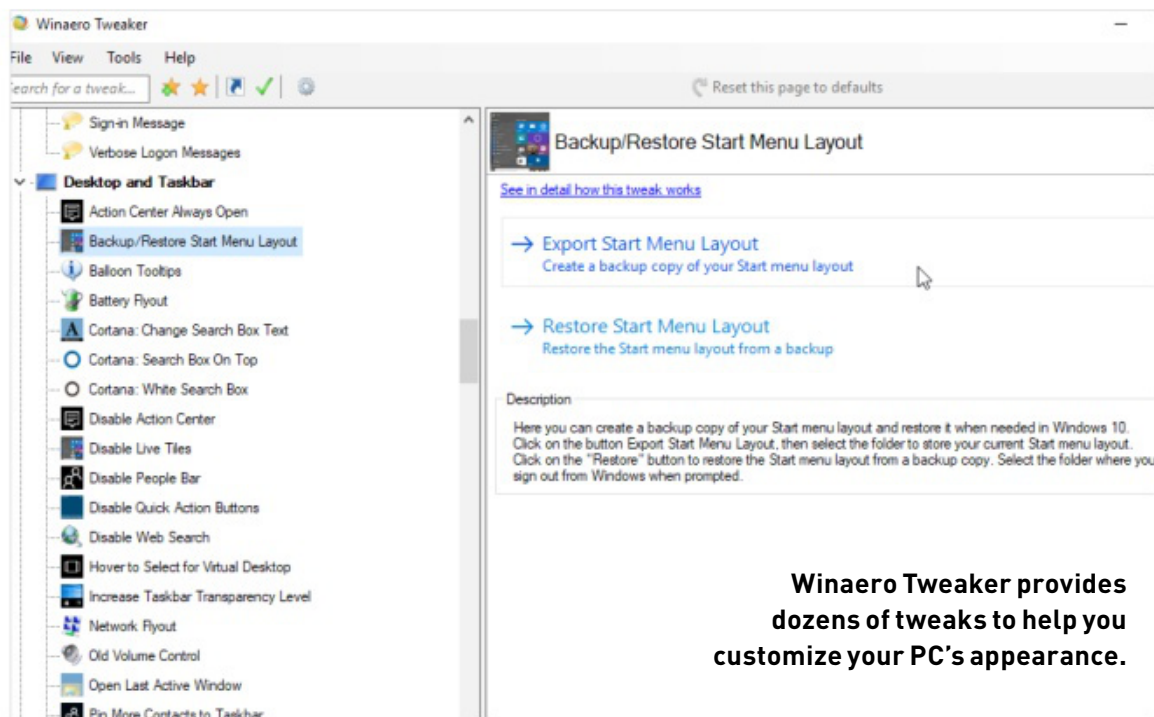 Winaero Tweaker
File View Tools Help
earch for a tweak...
Reset this page to defaults
Sign-in Message
Verbose Logon Messages
Desktop and Taskbar
Action Center Always Open
Backup/Restore Start Menu Layout
Balloon Tooltips
Battery Flyout
Cortana: Change Search Box Text
Cortana: Search Box On Top
Cortana: White Search Box
Disable Action Center
Disable Live Tiles
Disable People Bar
Disable Quick Action Buttons
Disable Web Search
Hover to Select for Virtual Desktop
Increase Taskbar Transparency Level
Network Flyout
Old Volume Control
Open Last Active Window
Pin More Contacts to Taskbar
Backup/Restore Start Menu Layout
See in detail how this tweak works
Export Start Menu Layout
Create a backup copy of your Start menu layout
Restore Start Menu Layout
Restore the Start menu layout from a backup
Description
Here you can create a backup copy of your Start menu layout and restore it when needed in Windows 10.
Click on the button Export Start Menu Layout, then select the folder to store your current Start menu layout.
Click on the "Restore" button to restore the Start menu layout from a backup copy. Select the folder where you
sign out from Windows when prompted.
Winaero Tweaker provides
dozens of tweaks to help you
customize your PC's appearance.